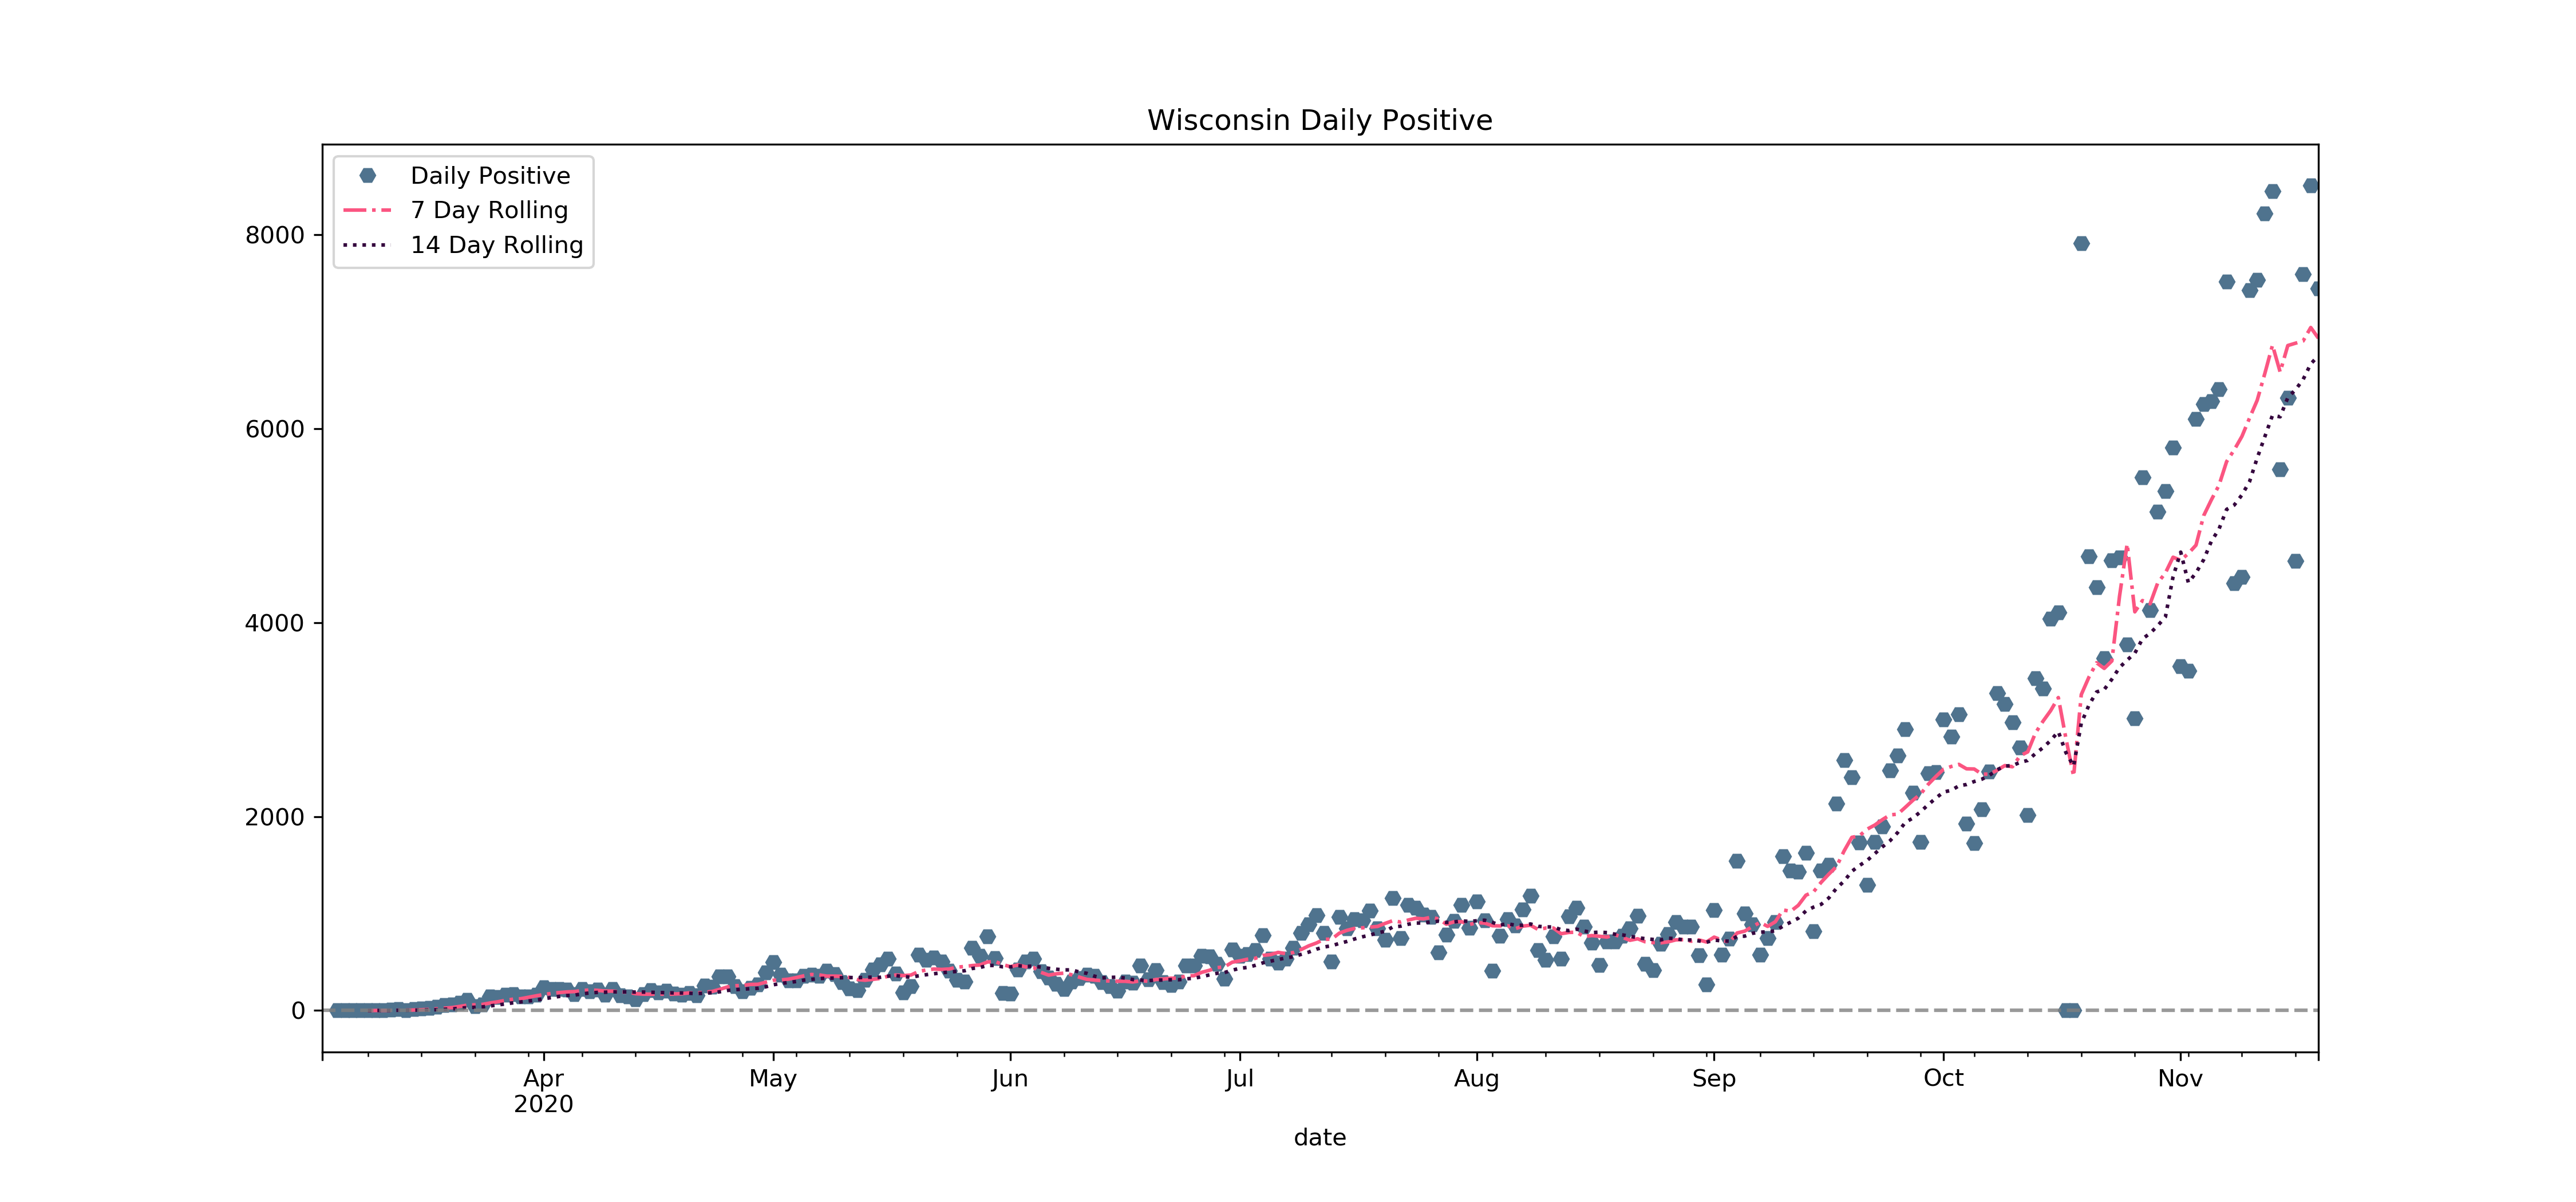 Wisconsin Daily Positive
Daily Positive
7 Day Rolling
14 Day Rolling
8000
6000
4000
2000
0
Apr May Jun Jul Aug Sep Oct Nov
2020
date